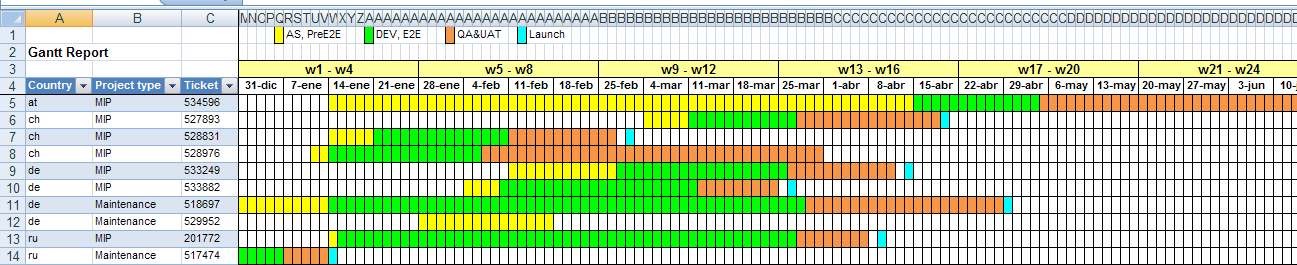 A B C MNOPQRSTUVWXYZAAAAAAAAAAAAAAAAAAAAAAAAAABBBBBBBBBBBBBBBBBBBBBBBBBBCCCCCCCCCCCCCCCCCCCCCCCCCCDDDDDDDDDDDDDDDDDDDDDDDDDD
1 AS, PreE2E DEV, E2E QA&UAT Launch
2 Gantt Report
3 w1 - w4 w5 - w8 w9 - w12 w13 - w16 w17 - w20 w21 - w24
4 Country Project type Ticket 31-dic 7-ene 14-ene 21-ene 28-ene 4-feb 11-feb 18-feb 25-feb 4-mar 11-mar 18-mar 25-mar 1-abr 8-abr 15-abr 22-abr 29-abr 6-may 13-may 20-may 27-may 3-jun 10-
5 at MIP 534596
6 ch MIP 527893
7 ch MIP 528831
8 ch MIP 528976
9 de MIP 533249
10 de MIP 533882
11 de Maintenance 518697
12 de Maintenance 529952
13 ru MIP 201772
14 ru Maintenance 517474